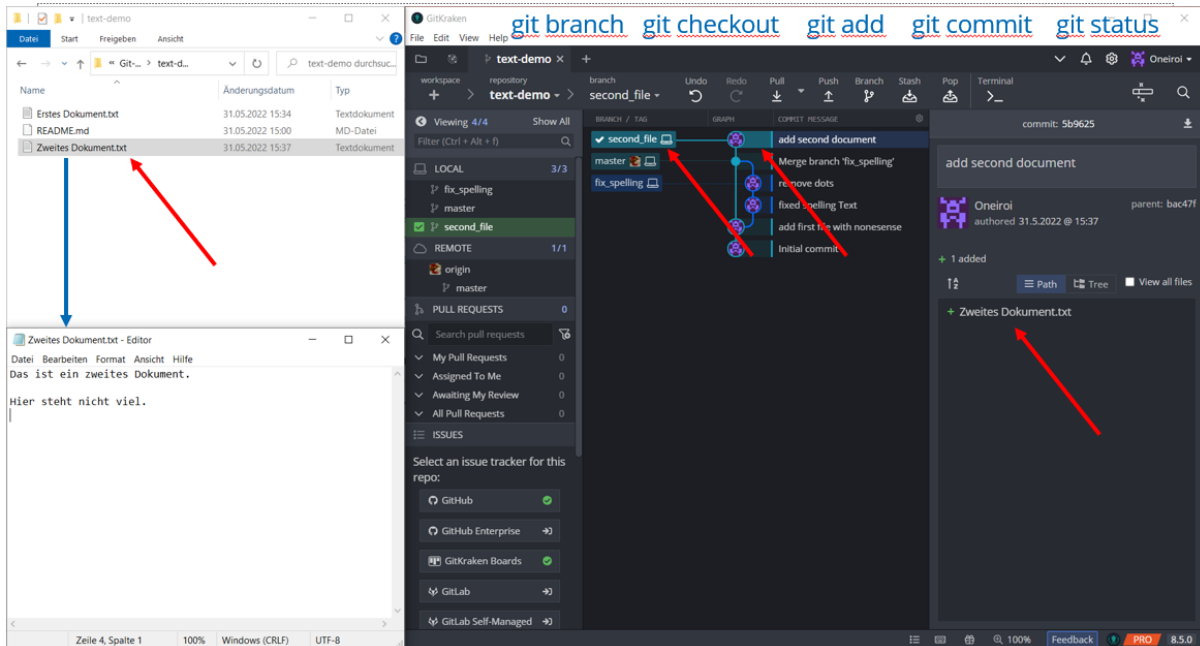 text-demo
Datei Start Freigeben Ansicht
Git-... text-d...
text-demo durchsuc...
Name Änderungsdatum Typ
Erstes Dokument.txt 31.05.2022 15:34 Textdokument
README.md 31.05.2022 15:00 MD-Datei
Zweites Dokument.txt 31.05.2022 15:37 Textdokument
Zweites Dokument.txt - Editor
Datei Bearbeiten Format Ansicht Hilfe
Das ist ein zweites Dokument.
Hier steht nicht viel.
Zeile 4, Spalte 1 100% Windows (CRLF) UTF-8
GitKraken
git branch git checkout git add git commit git status
File Edit View Help
text-demo
Oneiroi
workspace repository branch Undo Redo Pull Push Branch Stash Pop Terminal
text-demo second_file
Viewing 4/4 Show All
Filter (Ctrl + Alt + f)
LOCAL 3/3
fix_spelling
master
second_file
REMOTE 1/1
origin
master
PULL REQUESTS 0
Search pull requests
My Pull Requests 0
Assigned To Me 0
Awaiting My Review 0
All Pull Requests 0
ISSUES
Select an issue tracker for this
repo:
GitHub
GitHub Enterprise
GitKraken Boards
GitLab
GitLab Self-Managed
BRANCH / TAG GRAPH COMMIT MESSAGE
second_file add second document
master Merge branch 'fix_spelling'
fix_spelling remove dots
fixed spelling Text
add first file with nonesense
Initial commit
commit: 5b9625
add second document
Oneiroi parent: bac47f
authored 31.5.2022 @ 15:37
+ 1 added
Path Tree View all files
+ Zweites Dokument.txt
100% Feedback PRO 8.5.0